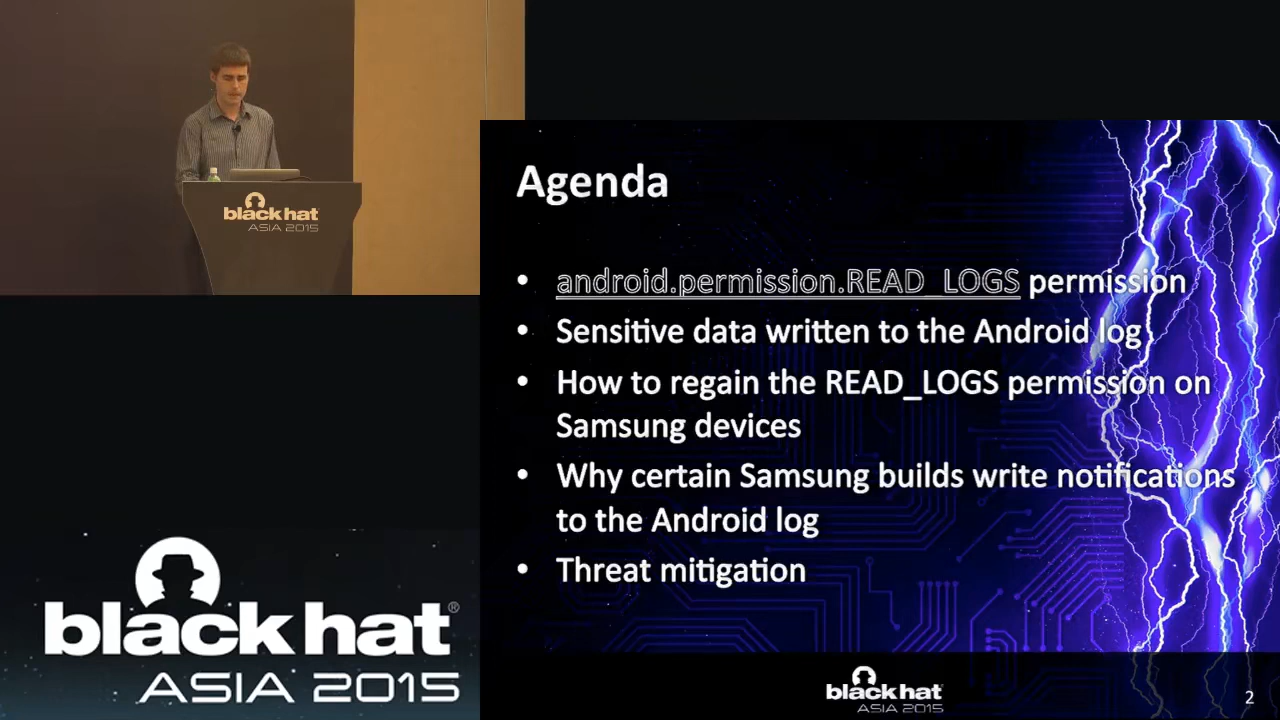 black hat
ASIA 2015
Agenda
• android.permission.READ_LOGS permission
• Sensitive data written to the Android log
• How to regain the READ_LOGS permission on
Samsung devices
• Why certain Samsung builds write notifications
to the Android log
• Threat mitigation
black hat®
ASIA 2015
black hat
ASIA 2015
2